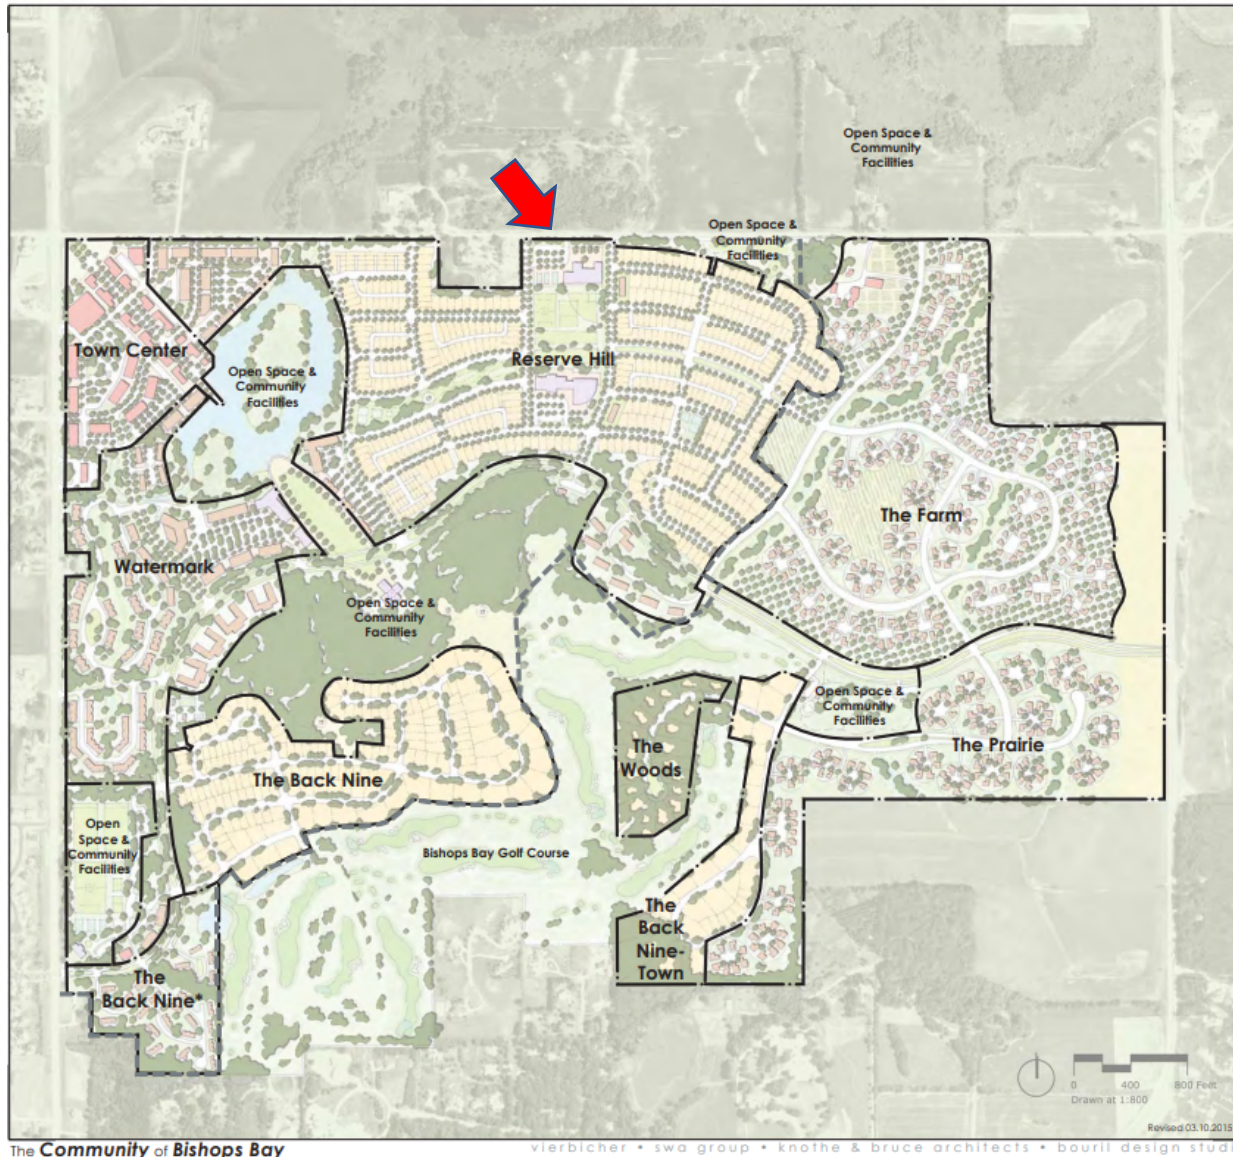 Open Space &
Community
Facilities
Open Space &
Community
Facilities
Town Center
Open Space &
Community
Facilities
Reserve Hill
The Farm
Watermark
Open Space &
Community
Facilities
Open Space &
Community
Facilities
The Prairie
The
Woods
The Back Nine
Open
Space &
Community
Facilities
Bishops Bay Golf Course
The
Back
Nine-
Town
The
Back Nine*
0 400 800 Feet
Drawn at 1:800
Revised 03.10.2015
The Community of Bishops Bay
vierbicher • swa group • knothe & bruce architects • bouril design studi